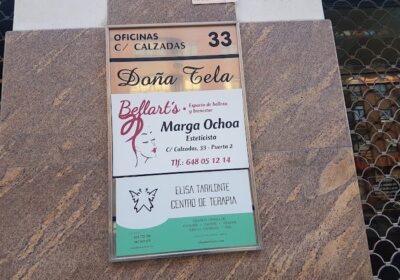 OFICINAS
C/ CALZADAS 33
Doña Tela
Bellart's • Espacio de belleza
y bienestar
Marga Ochoa
Esteticista
C/ Calzadas, 33 - Puerta 2
Tlf.: 648 05 12 14
ELISA TARILONTE
CENTRO DE TERAPIA